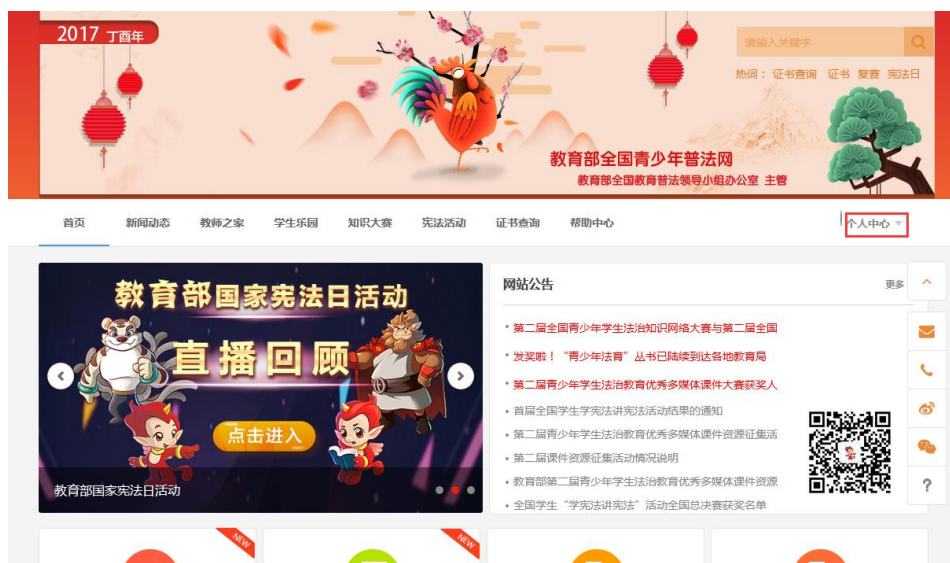 2017 丁酉年
请输入关键字
热词： 证书查询 证书 复赛 宪法日
教育部全国青少年普法网
教育部全国教育普法领导小组办公室 主管
首页 新闻动态 教师之家 学生乐园 知识大赛 宪法活动 证书查询 帮助中心 个人中心
教育部国家宪法日活动
直播回顾
点击进入
教育部国家宪法日活动
网站公告 更多
第二届全国青少年学生法治知识网络大赛与第二届全国
发奖啦！“青少年法育”丛书已陆续到达各地教育局
第二届青少年学生法治教育优秀多媒体课件大赛获奖人
首届全国学生学宪法讲宪法活动结果的通知
第二届青少年学生法治教育优秀多媒体课件资源征集活
第二届课件资源征集活动情况说明
教育部第二届青少年学生法治教育优秀多媒体课件资源
全国学生“学宪法讲宪法”活动全国总决赛获奖名单
?
NEW
NEW